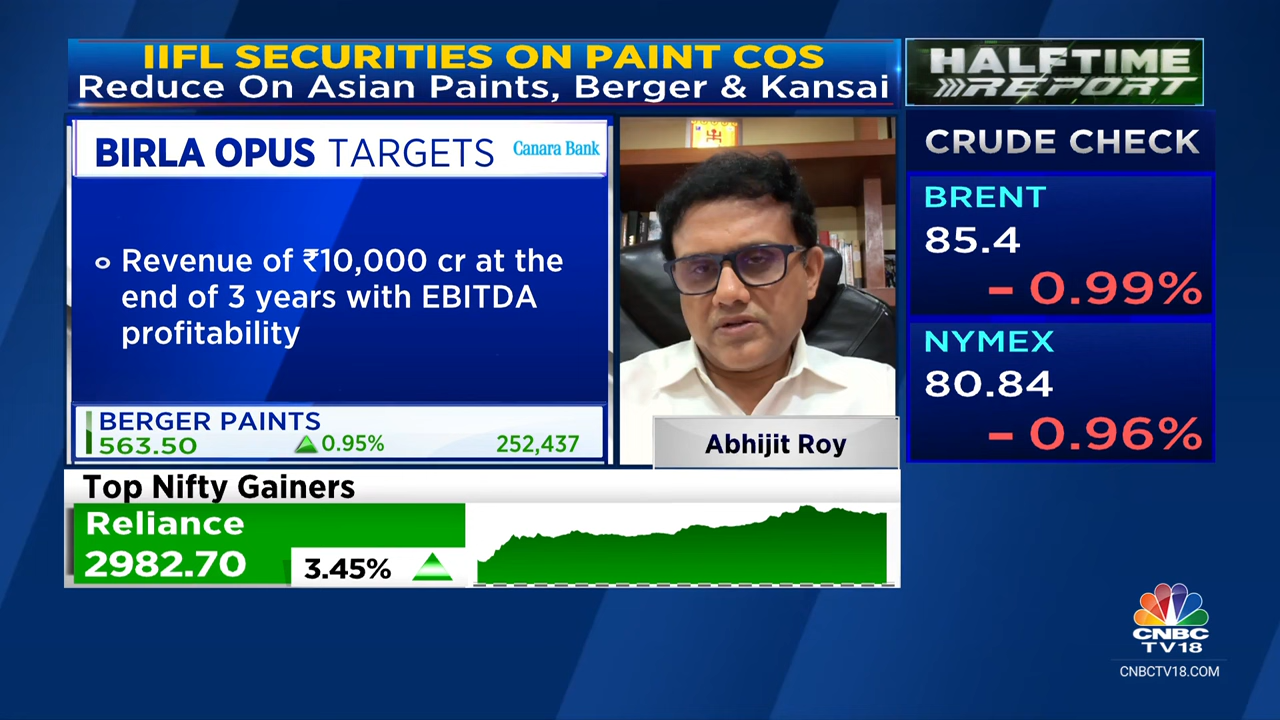 IIFL SECURITIES ON PAINT COS
Reduce On Asian Paints, Berger & Kansai
HALFTIME
REPORT
BIRLA OPUS TARGETS
Canara Bank
Revenue of ₹10,000 cr at the
end of 3 years with EBITDA
profitability
BERGER PAINTS
563.50 0.95% 252,437
Abhijit Roy
CRUDE CHECK
BRENT
85.4
- 0.99%
NYMEX
80.84
- 0.96%
Top Nifty Gainers
Reliance
2982.70 3.45%
CNBC
TV18
CNBCTV18.COM